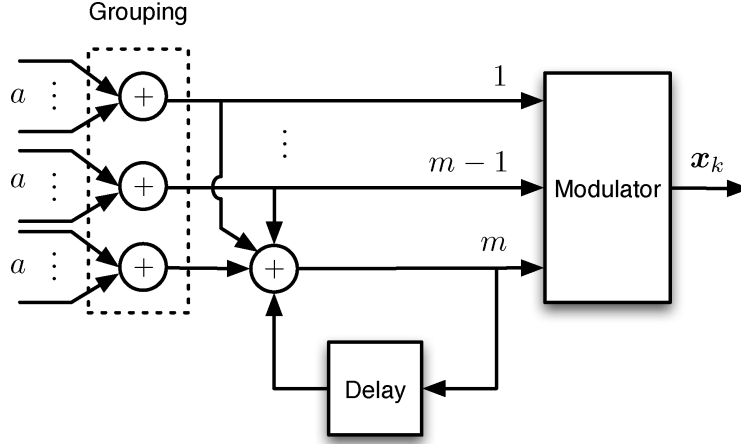 Grouping
a ⋮ + 1
⋮
a ⋮ + m − 1 Modulator x_k
a ⋮ + + m
Delay